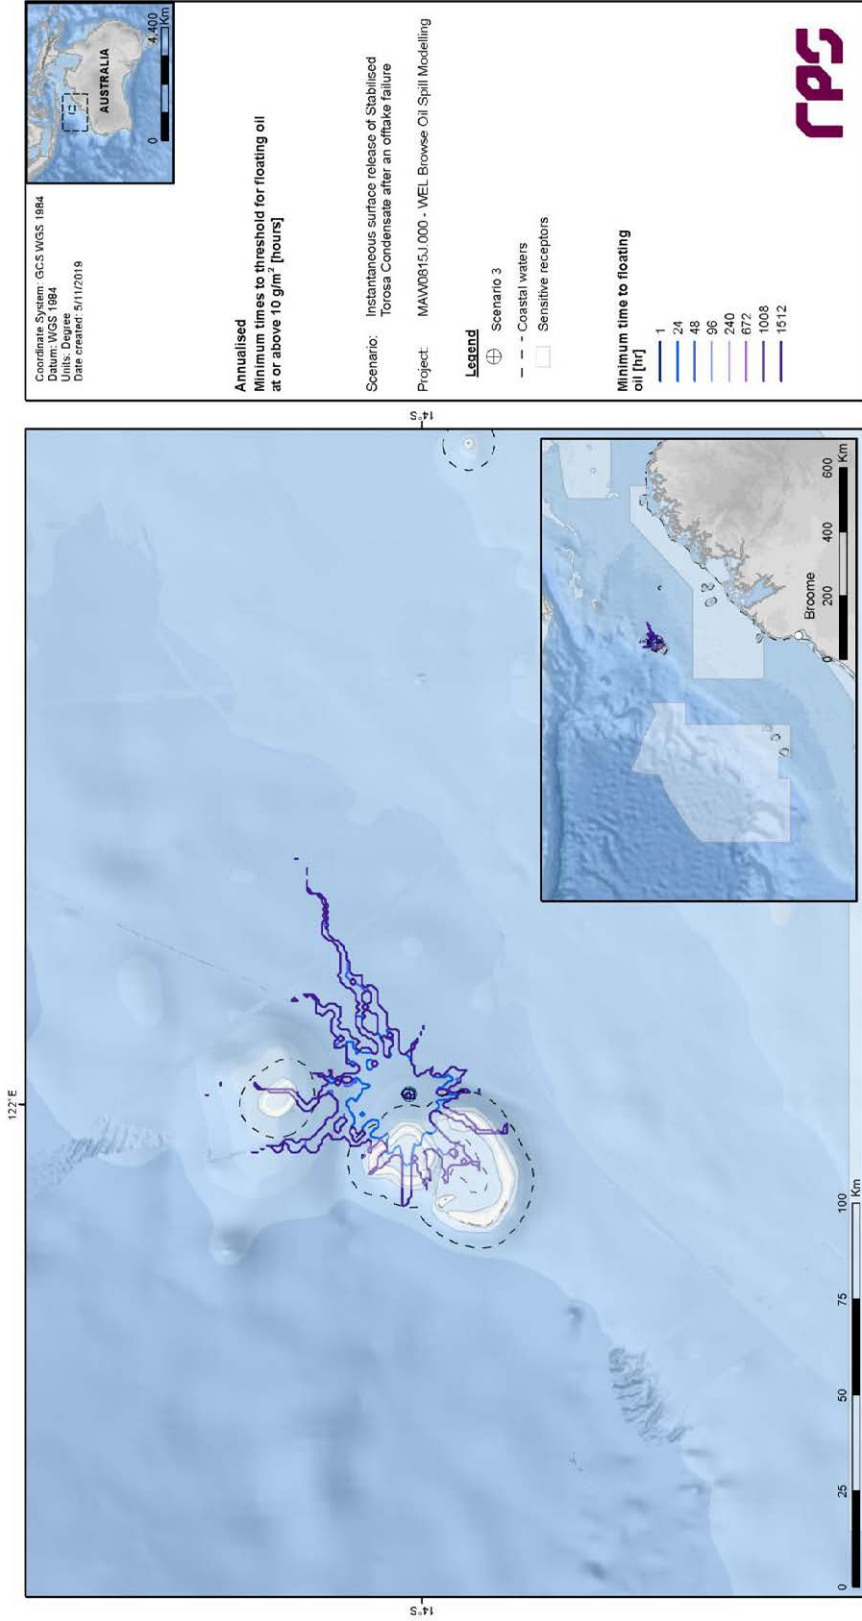 122°E
14°S
14°S
0 25 50 75 100
Km
Broome
0 200 400 600
Km
AUSTRALIA
0 4,400
Km
Coordinate System: GCS WGS 1984
Datum: WGS 1984
Units: Degree
Date created: 5/11/2019
Annualised
Minimum times to threshold for floating oil
at or above 10 g/m² [hours]
Scenario: Instantaneous surface release of Stabilised
Torosa Condensate after an offtake failure
Project: MAW0815J.000 - WEL Browse Oil Spill Modelling
Legend
Scenario 3
Coastal waters
Sensitive receptors
Minimum time to floating
oil [hr]
1
24
48
96
240
672
1008
1512
rps